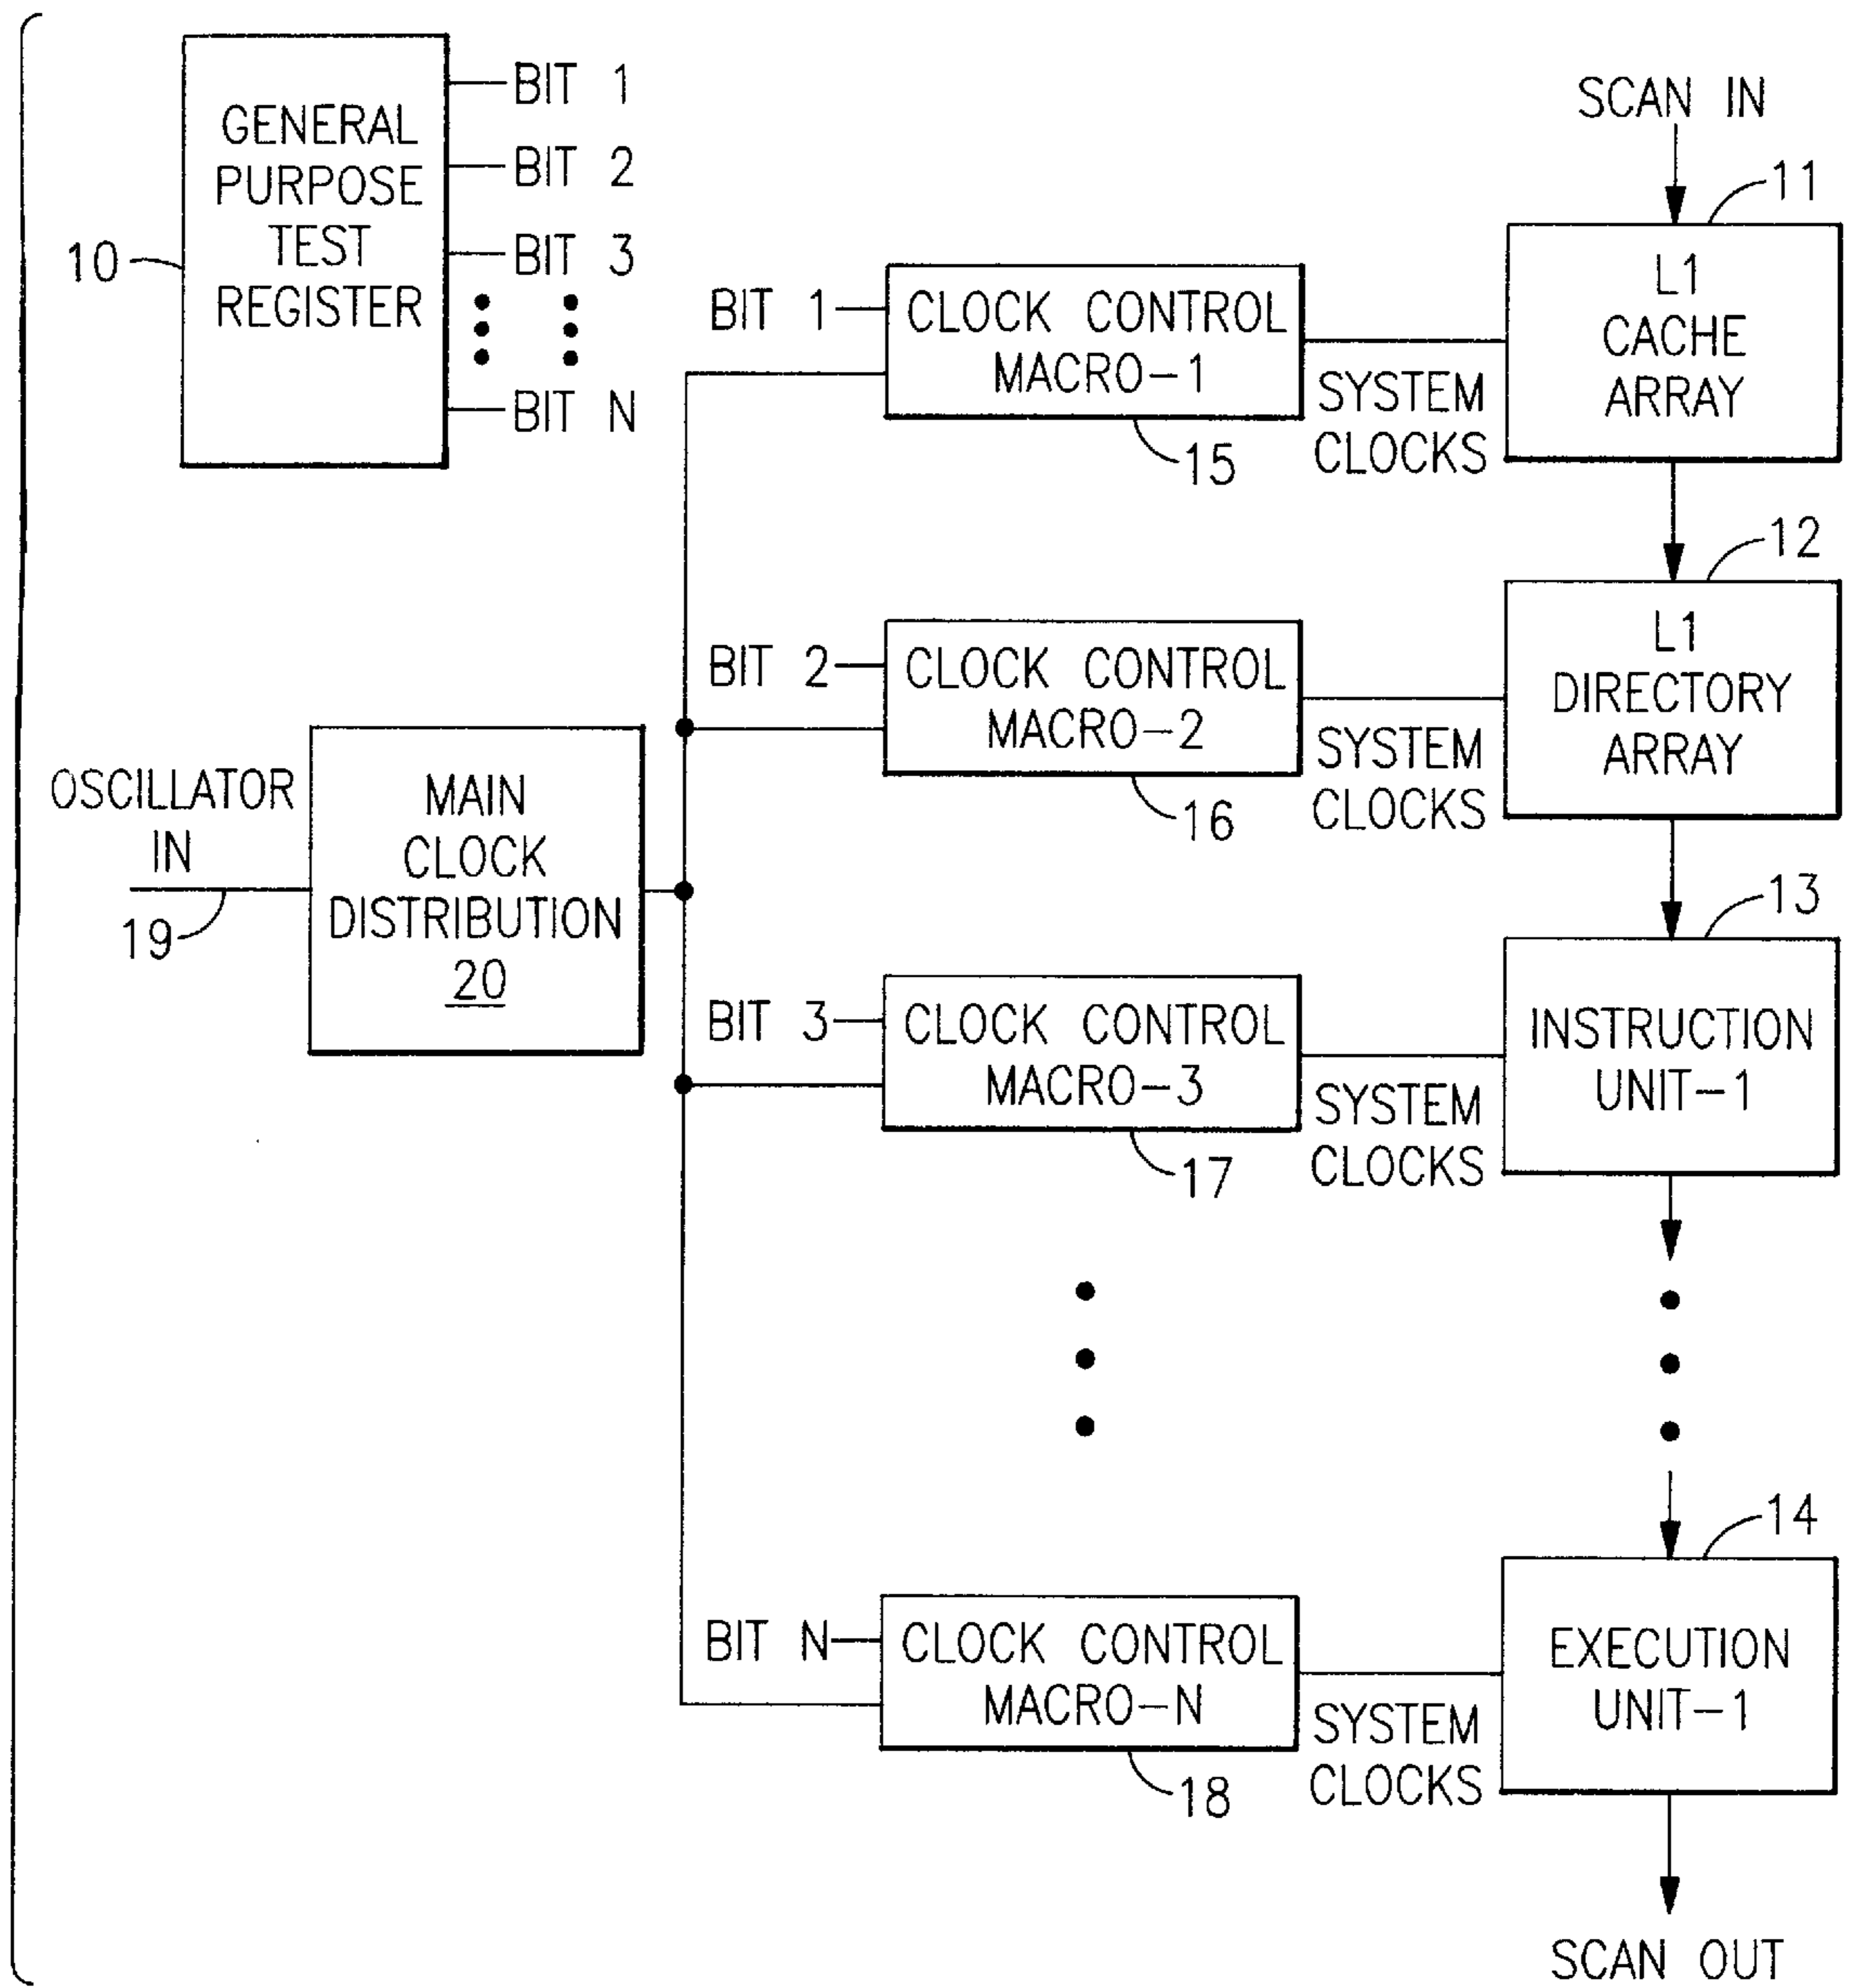 GENERAL
PURPOSE
TEST
REGISTER
10
BIT 1
BIT 2
BIT 3
BIT N
SCAN IN
11
L1
CACHE
ARRAY
BIT 1
CLOCK CONTROL
MACRO-1
15
SYSTEM
CLOCKS
12
L1
DIRECTORY
ARRAY
BIT 2
CLOCK CONTROL
MACRO-2
16
SYSTEM
CLOCKS
OSCILLATOR
IN
19
MAIN
CLOCK
DISTRIBUTION
20
13
INSTRUCTION
UNIT-1
BIT 3
CLOCK CONTROL
MACRO-3
17
SYSTEM
CLOCKS
14
EXECUTION
UNIT-1
BIT N
CLOCK CONTROL
MACRO-N
18
SYSTEM
CLOCKS
SCAN OUT